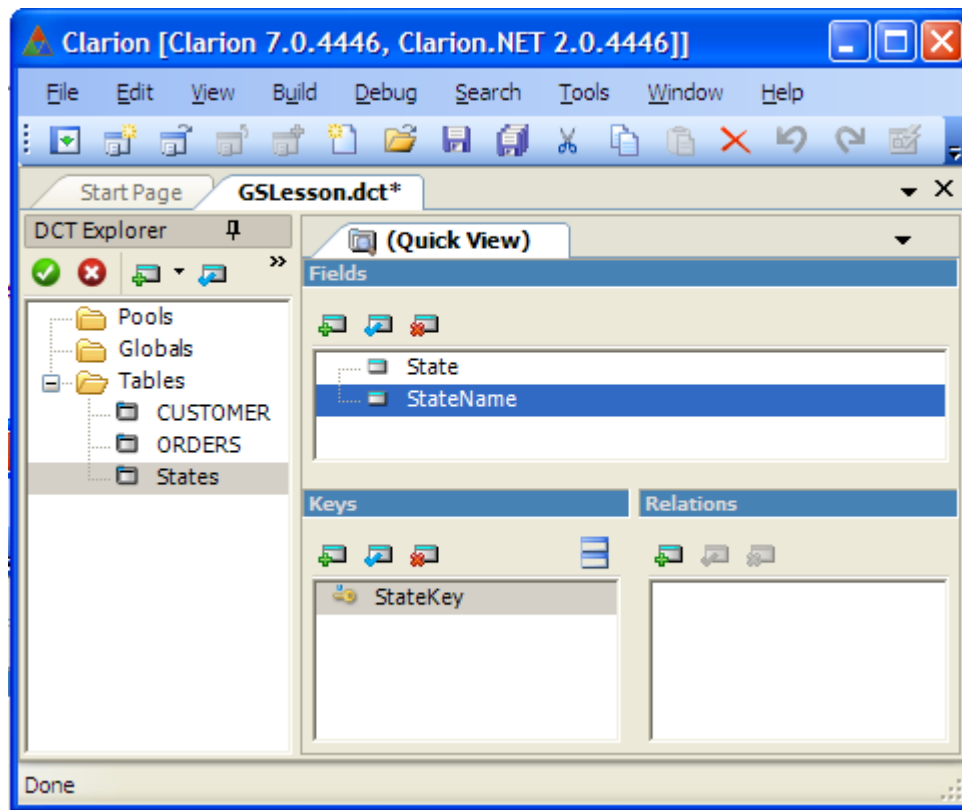 Clarion [Clarion 7.0.4446, Clarion.NET 2.0.4446]]
File Edit View Build Debug Search Tools Window Help
Start Page GSLesson.dct*
DCT Explorer
(Quick View)
Fields
Pools
Globals
Tables
CUSTOMER
ORDERS
States
State
StateName
Keys
Relations
StateKey
Done